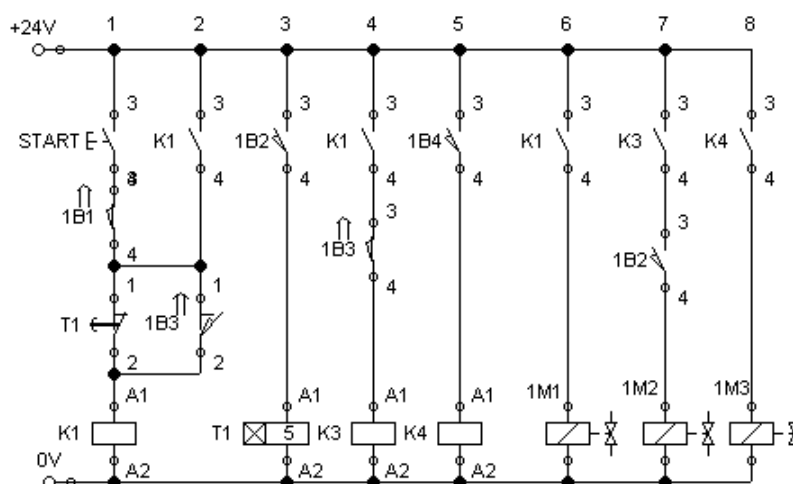 1 2 3 4 5 6 7 8
+24V
3 3 3 3 3 3 3
START K1 1B2 K1 1B4 K1 K3 K4
4 4 4 4 4 4 4
1B1
3 3
1B3 1B2
4 4 4
1 1
T1 1B3
2 2
A1 A1 A1 A1 1M1 1M2 1M3
K1 T1 5 K3 K4
0V A2 A2 A2 A2